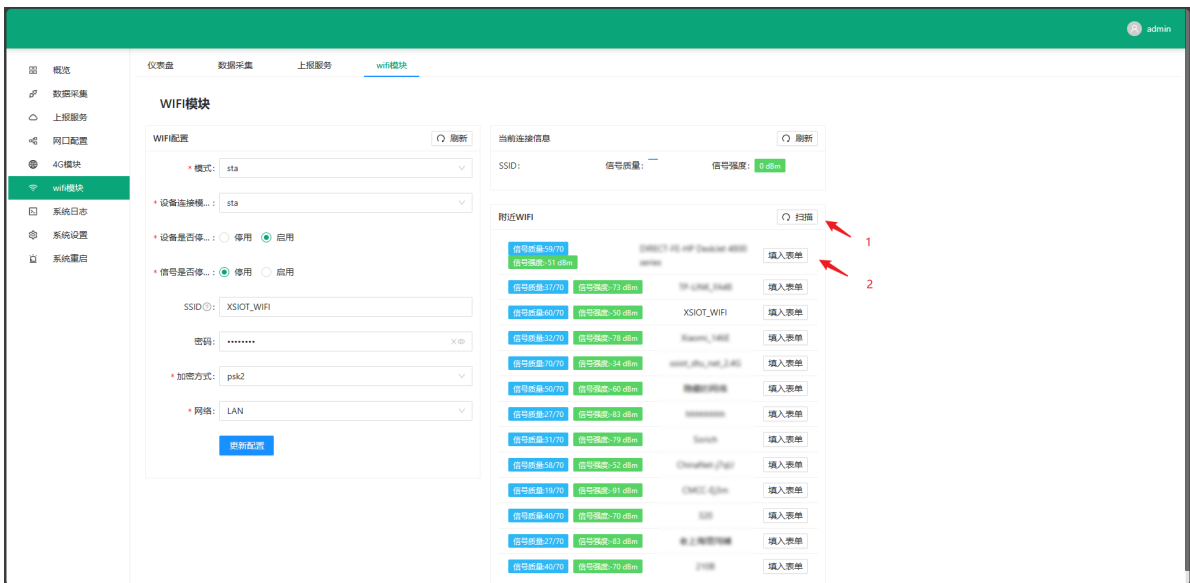 admin
概览
数据采集
上报服务
网口配置
4G模块
wifi模块
系统日志
系统设置
系统重启
仪表盘 数据采集 上报服务 wifi模块
WIFI模块
WIFI配置 刷新
* 模式: sta
* 设备连接模...: sta
* 设备是否停...: 停用 启用
* 信号是否停...: 停用 启用
SSID: XSIOT_WIFI
密码: ••••••••
* 加密方式: psk2
* 网络: LAN
更新配置
当前连接信息 刷新
SSID: 信号质量: 信号强度: 0 dBm
附近WIFI 扫描
1
信号质量:59/70
信号强度:-51 dBm
填入表单
2
信号质量:37/70 信号强度:-73 dBm 填入表单
信号质量:60/70 信号强度:-50 dBm XSIOT_WIFI 填入表单
信号质量:32/70 信号强度:-78 dBm 填入表单
信号质量:70/70 信号强度:-34 dBm 填入表单
信号质量:50/70 信号强度:-60 dBm 填入表单
信号质量:27/70 信号强度:-83 dBm 填入表单
信号质量:31/70 信号强度:-79 dBm 填入表单
信号质量:58/70 信号强度:-52 dBm 填入表单
信号质量:19/70 信号强度:-91 dBm 填入表单
信号质量:40/70 信号强度:-70 dBm 填入表单
信号质量:27/70 信号强度:-83 dBm 填入表单
信号质量:40/70 信号强度:-70 dBm 填入表单